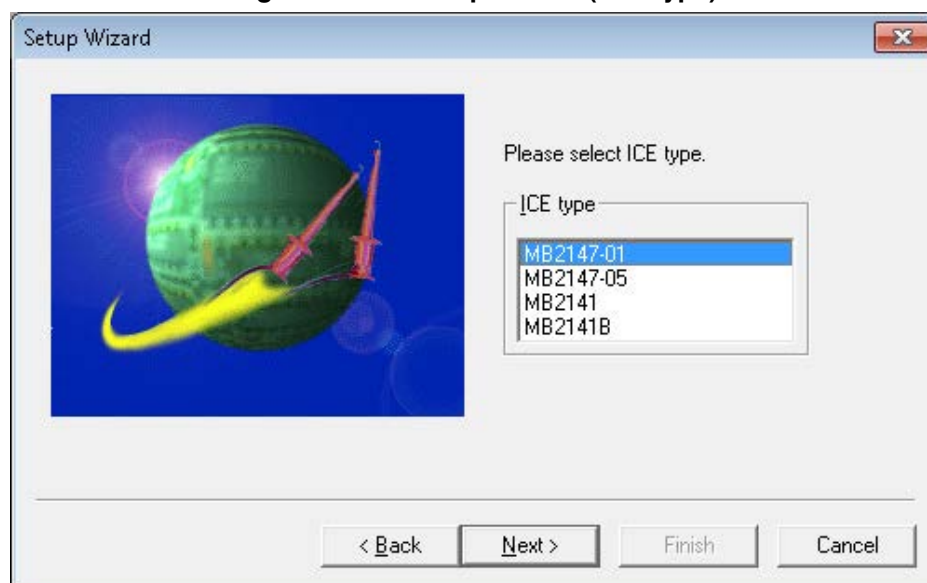 Setup Wizard
Please select ICE type.
ICE type
MB2147-01
MB2147-05
MB2141
MB2141B
< Back
Next >
Finish
Cancel